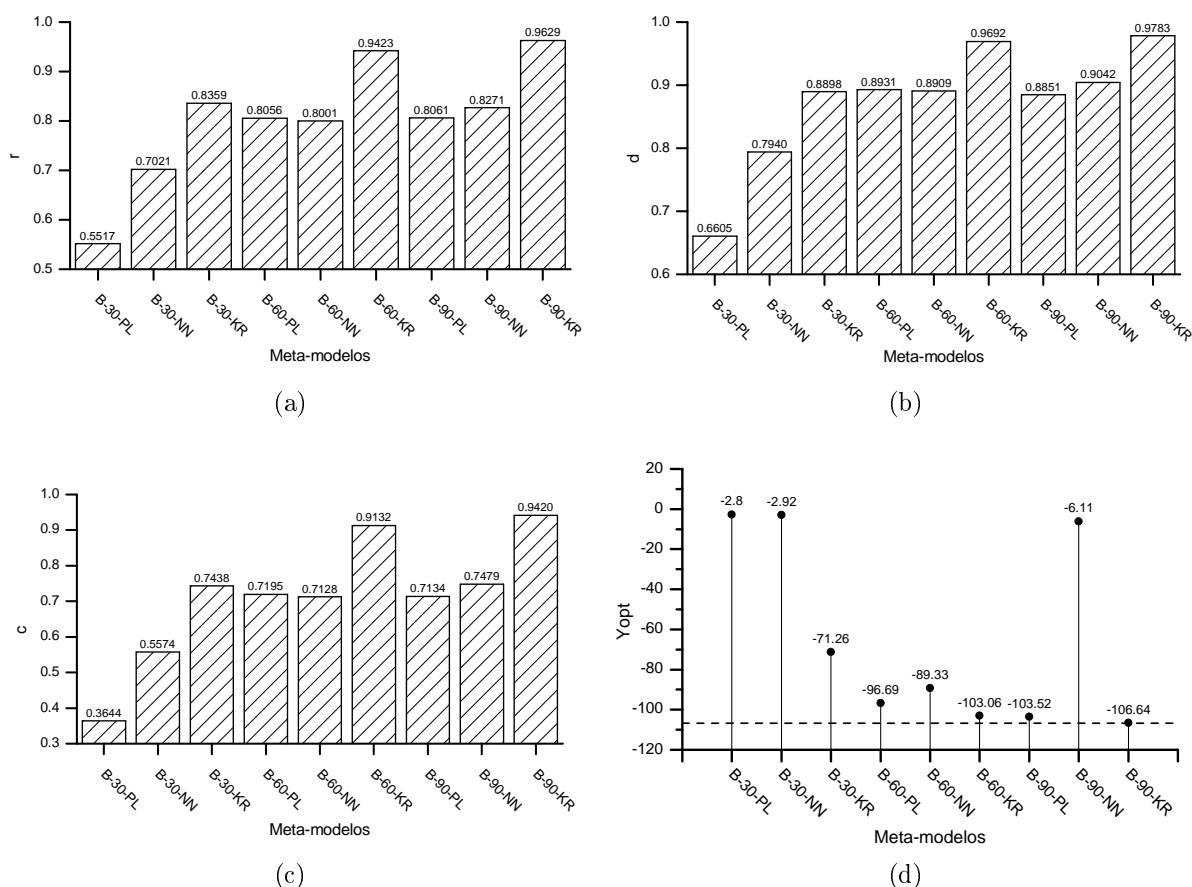 1.0
0.9
0.8
0.7
0.6
0.5
r
0.5517
0.7021
0.8359
0.8056
0.8001
0.9423
0.8061
0.8271
0.9629
B-30-PL
B-30-NN
B-30-KR
B-60-PL
B-60-NN
B-60-KR
B-90-PL
B-90-NN
B-90-KR
Meta-modelos
(a)
1.0
0.9
0.8
0.7
0.6
d
0.6605
0.7940
0.8898
0.8931
0.8909
0.9692
0.8851
0.9042
0.9783
B-30-PL
B-30-NN
B-30-KR
B-60-PL
B-60-NN
B-60-KR
B-90-PL
B-90-NN
B-90-KR
Meta-modelos
(b)
1.0
0.9
0.8
0.7
0.6
0.5
0.4
0.3
c
0.3644
0.5574
0.7438
0.7195
0.7128
0.9132
0.7134
0.7479
0.9420
B-30-PL
B-30-NN
B-30-KR
B-60-PL
B-60-NN
B-60-KR
B-90-PL
B-90-NN
B-90-KR
Meta-modelos
(c)
20
0
-20
-40
-60
-80
-100
-120
Yopt
-2.8
-2.92
-71.26
-96.69
-89.33
-103.06
-103.52
-6.11
-106.64
B-30-PL
B-30-NN
B-30-KR
B-60-PL
B-60-NN
B-60-KR
B-90-PL
B-90-NN
B-90-KR
Meta-modelos
(d)